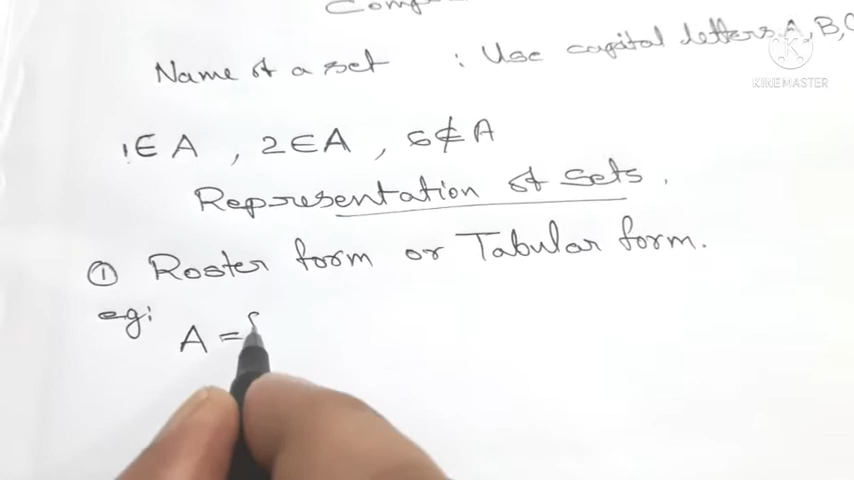 Name of a set : Use capital letters A, B, C
KINEMASTER
1 ∈ A , 2 ∈ A , 6 ∉ A
Representation of Sets .
① Roster form or Tabular form.
eg: A = {